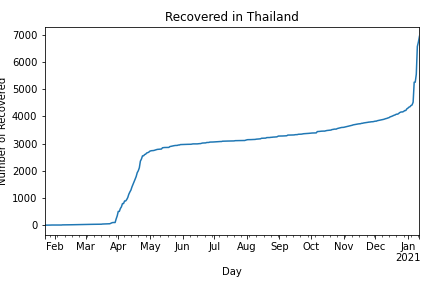 Recovered in Thailand
Number of Recovered
7000
6000
5000
4000
3000
2000
1000
0
Feb Mar Apr May Jun Jul Aug Sep Oct Nov Dec Jan
2021
Day